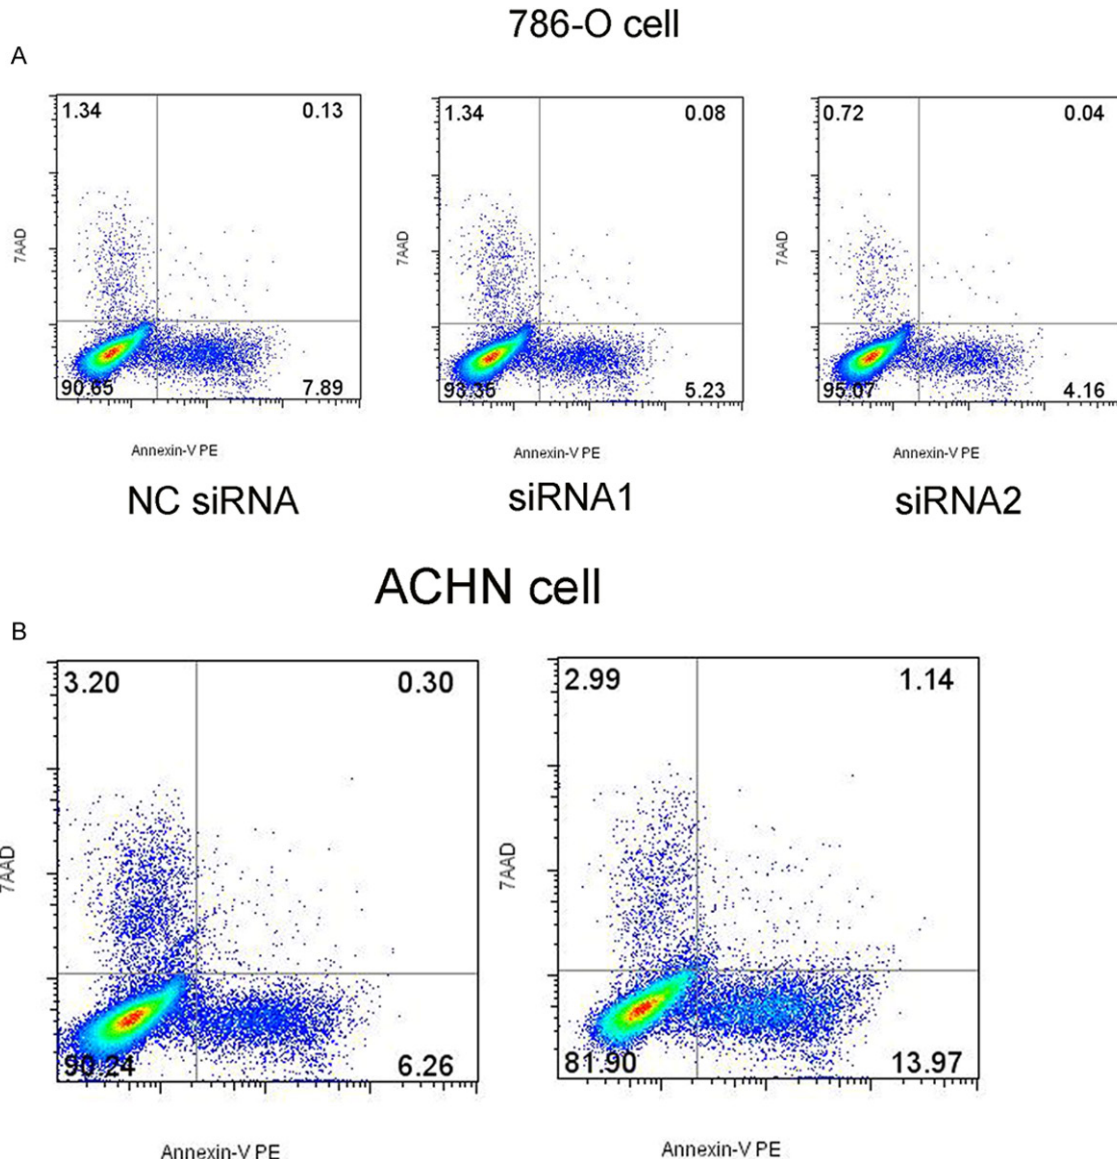 786-O cell
A
1.34 0.13 1.34 0.08 0.72 0.04
7AAD 7AAD 7AAD
90.65 7.89 93.35 5.23 95.07 4.16
Annexin-V PE Annexin-V PE Annexin-V PE
NC siRNA siRNA1 siRNA2
ACHN cell
B
3.20 0.30 2.99 1.14
7AAD 7AAD
90.24 6.26 81.90 13.97
Annexin-V PE Annexin-V PE